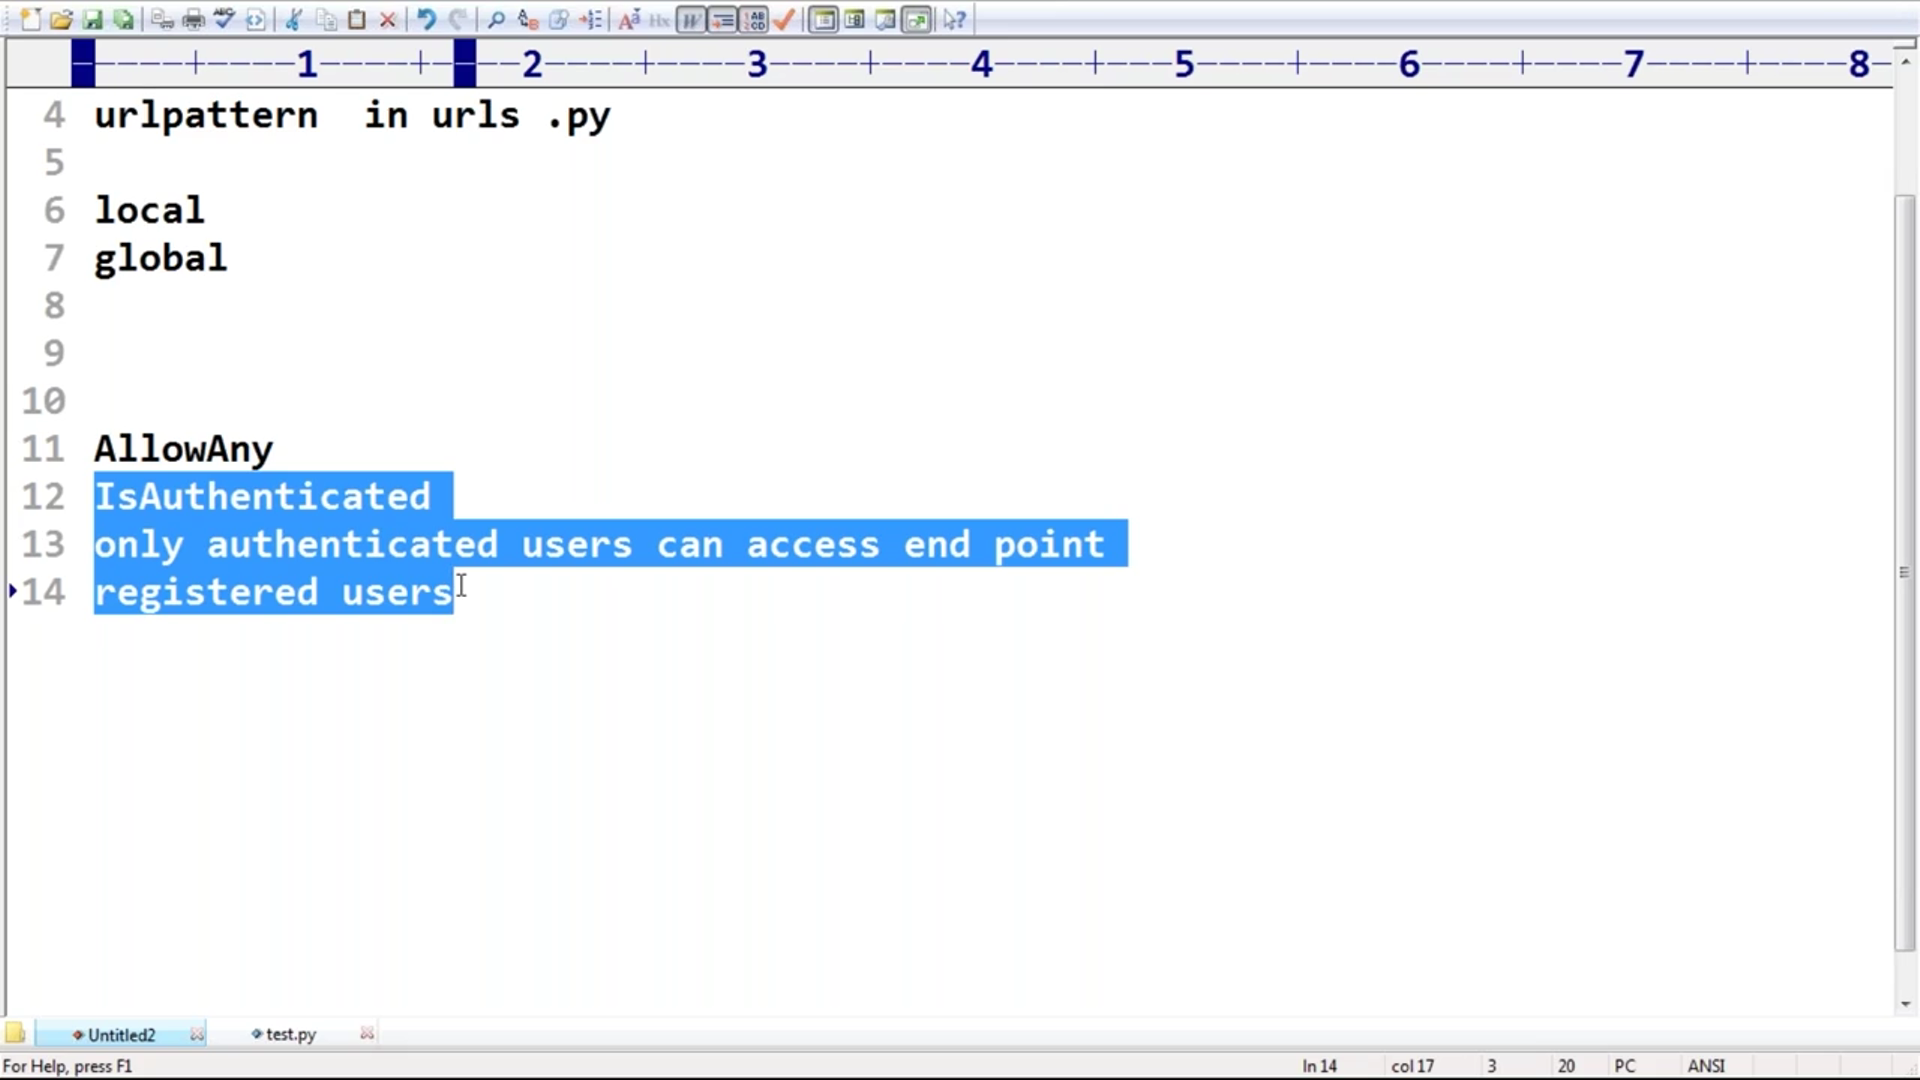 1 2 3 4 5 6 7 8
4 urlpattern  in urls .py
5
6 local
7 global
8
9
10
11 AllowAny
12 IsAuthenticated
13 only authenticated users can access end point
14 registered users
Untitled2 test.py
For Help, press F1 ln 14 col 17 3 20 PC ANSI